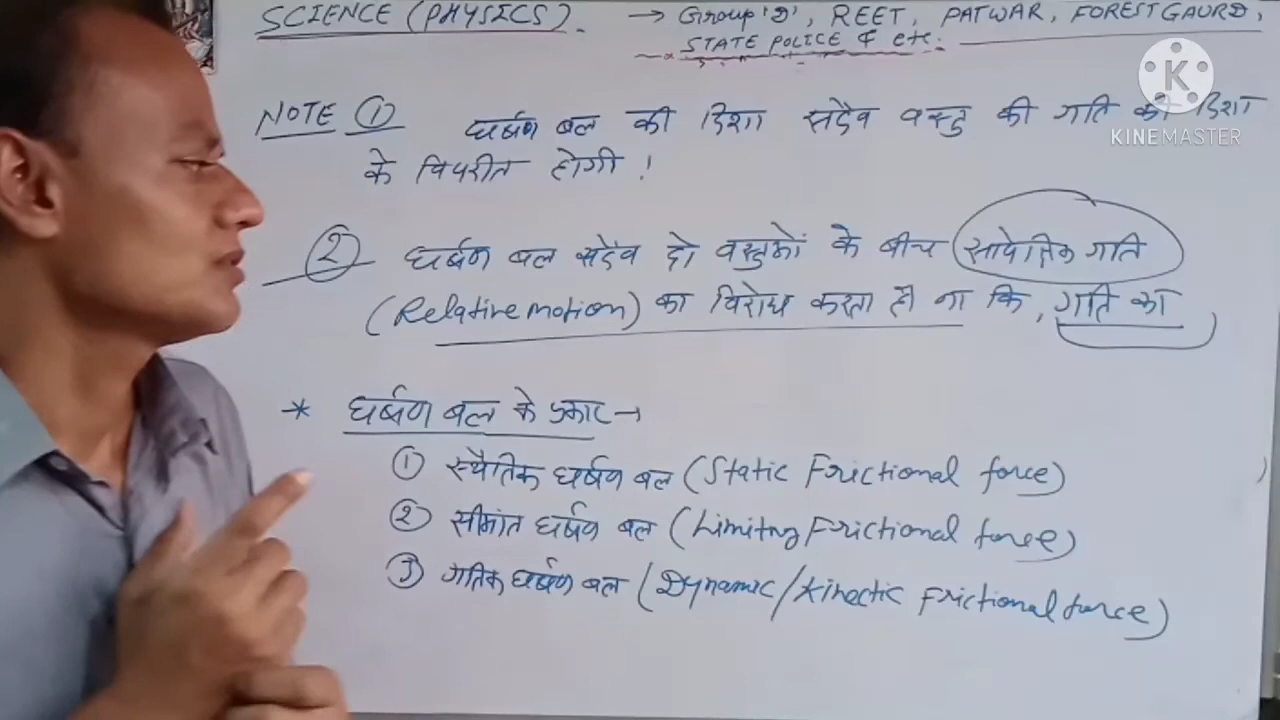 SCIENCE (PHYSICS). → Group 'D', REET, PATWAR, FOREST GAURD,
STATE POLICE & etc.
KINEMASTER
NOTE ① घर्षण बल की दिशा सदैव वस्तु की गति की दिशा
के विपरीत होगी !
② घर्षण बल सदैव दो वस्तुओं के बीच सापेक्षिक गति
(Relative motion) का विरोध करता है ना कि, गति का
* घर्षण बल के प्रकार →
① स्थैतिक घर्षण बल (Static Frictional force)
② सीमांत घर्षण बल (Limiting Frictional force)
③ गतिक घर्षण बल (Dynamic/Kinectic Frictional force)